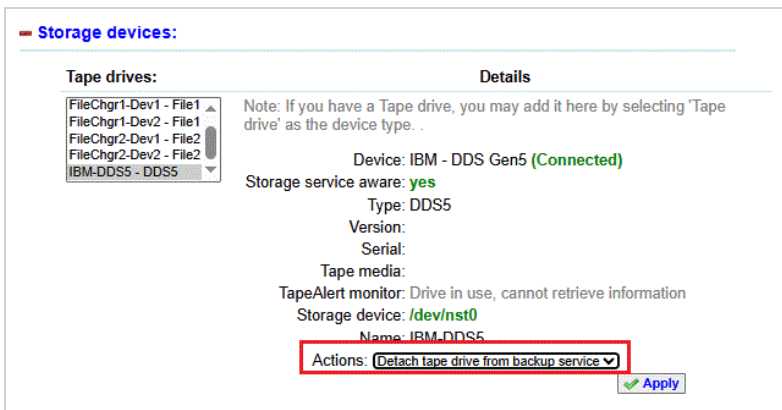 Storage devices:
Tape drives:
Details
FileChgr1-Dev1 - File1
FileChgr1-Dev2 - File1
FileChgr2-Dev1 - File2
FileChgr2-Dev2 - File2
IBM-DDS5 - DDS5
Note: If you have a Tape drive, you may add it here by selecting 'Tape
drive' as the device type. .
Device: IBM - DDS Gen5 (Connected)
Storage service aware: yes
Type: DDS5
Version:
Serial:
Tape media:
TapeAlert monitor: Drive in use, cannot retrieve information
Storage device: /dev/nst0
Name: IBM-DDS5
Actions: Detach tape drive from backup service
Apply